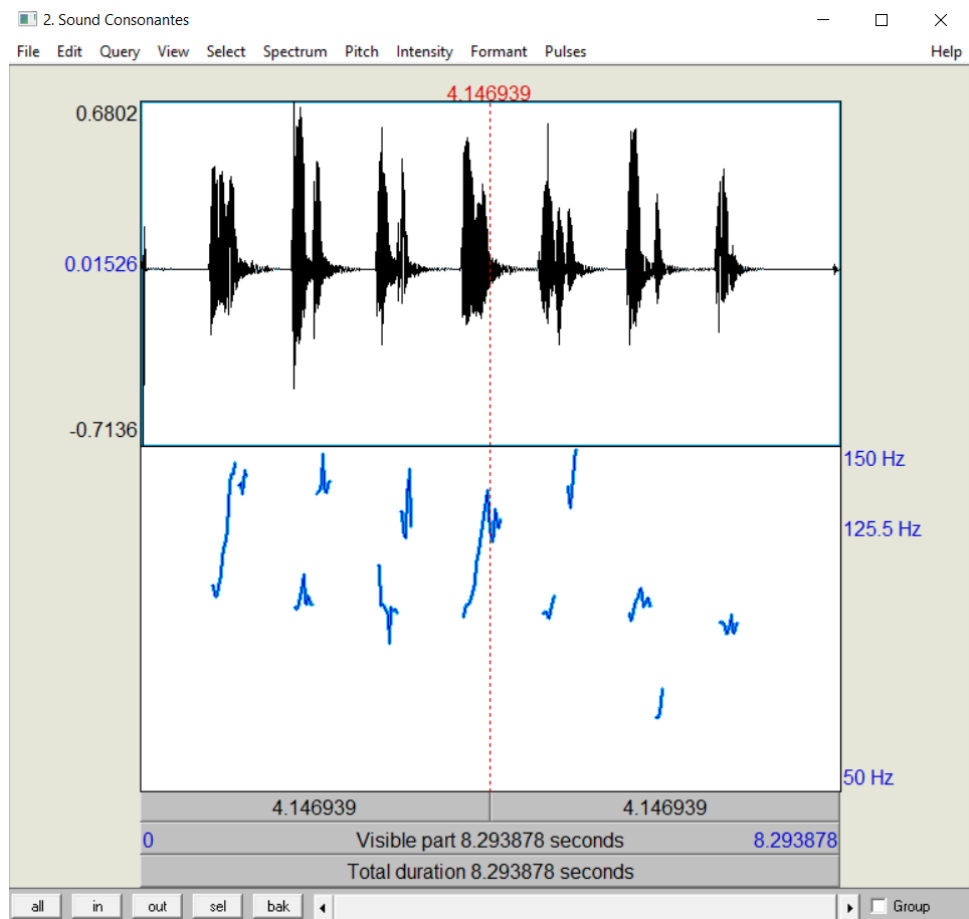 2. Sound Consonantes
File Edit Query View Select Spectrum Pitch Intensity Formant Pulses Help
4.146939
0.6802
0.01526
-0.7136
150 Hz
125.5 Hz
50 Hz
4.146939 4.146939
0 Visible part 8.293878 seconds 8.293878
Total duration 8.293878 seconds
all in out sel bak Group